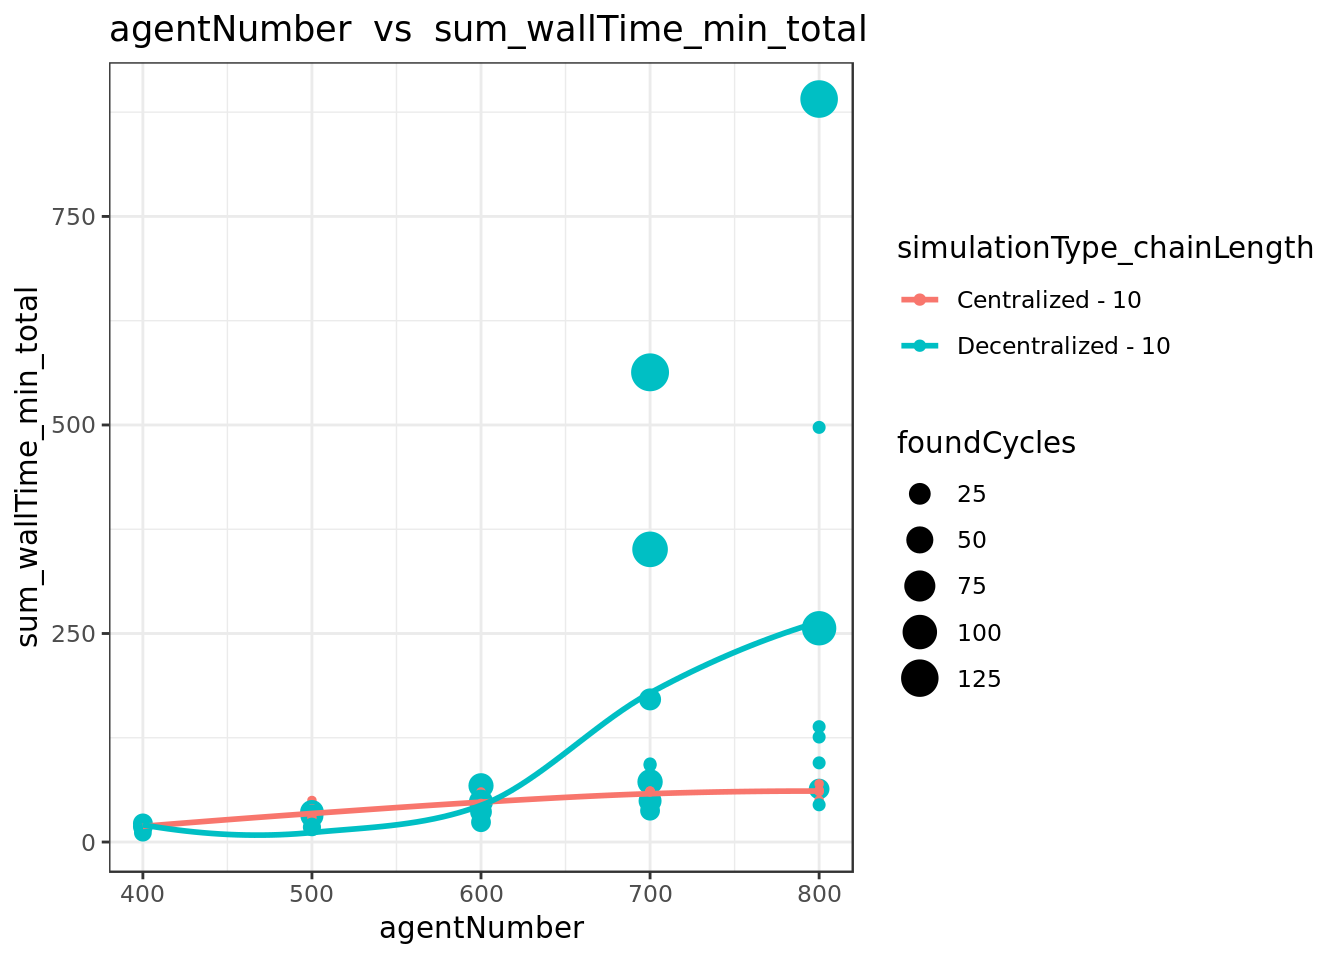 agentNumber  vs  sum_wallTime_min_total
sum_wallTime_min_total
750
500
250
0
400
500
600
700
800
agentNumber
simulationType_chainLength
Centralized - 10
Decentralized - 10
foundCycles
25
50
75
100
125